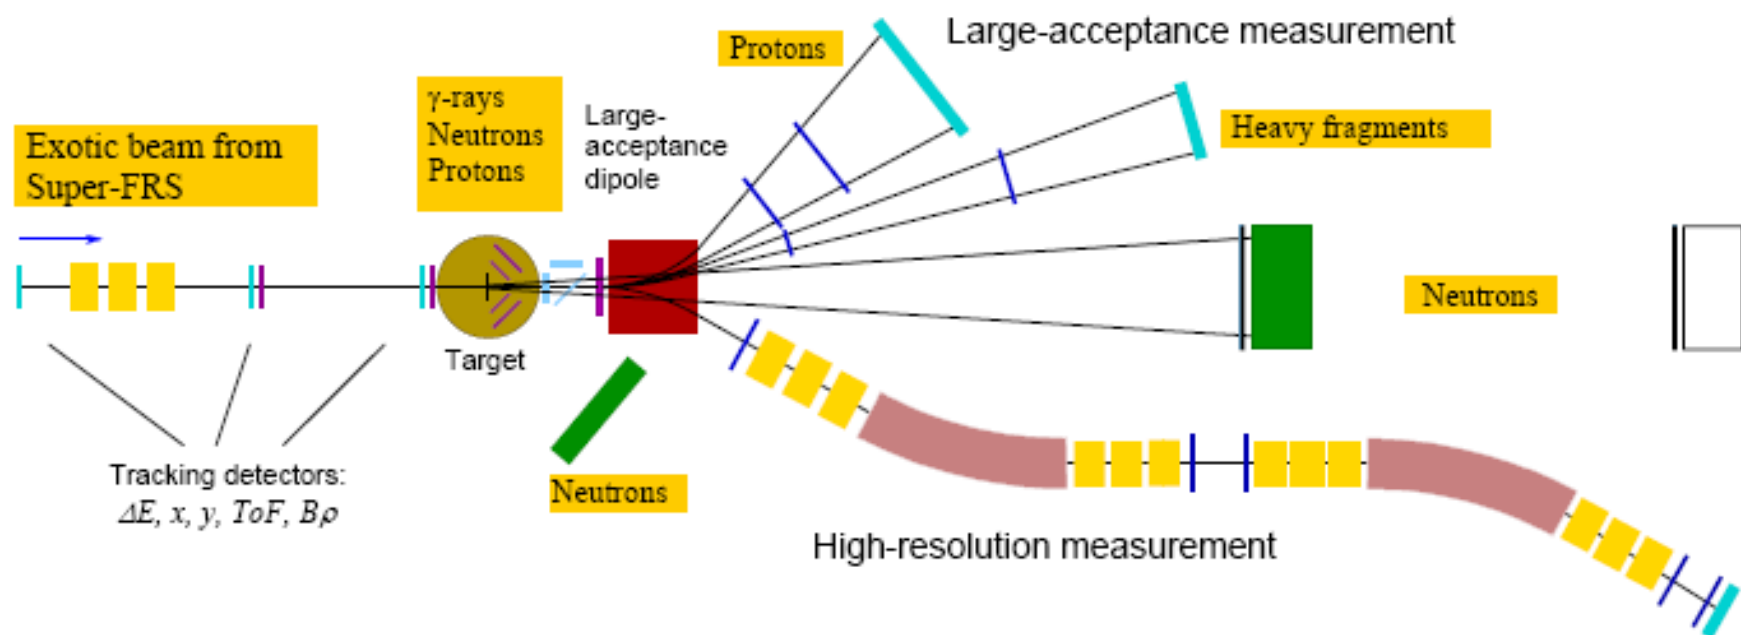 Large-acceptance measurement
Protons
γ-rays
Neutrons
Protons
Large-
acceptance
dipole
Heavy fragments
Exotic beam from
Super-FRS
Neutrons
Target
Tracking detectors:
ΔE, x, y, ToF, Bρ
Neutrons
High-resolution measurement